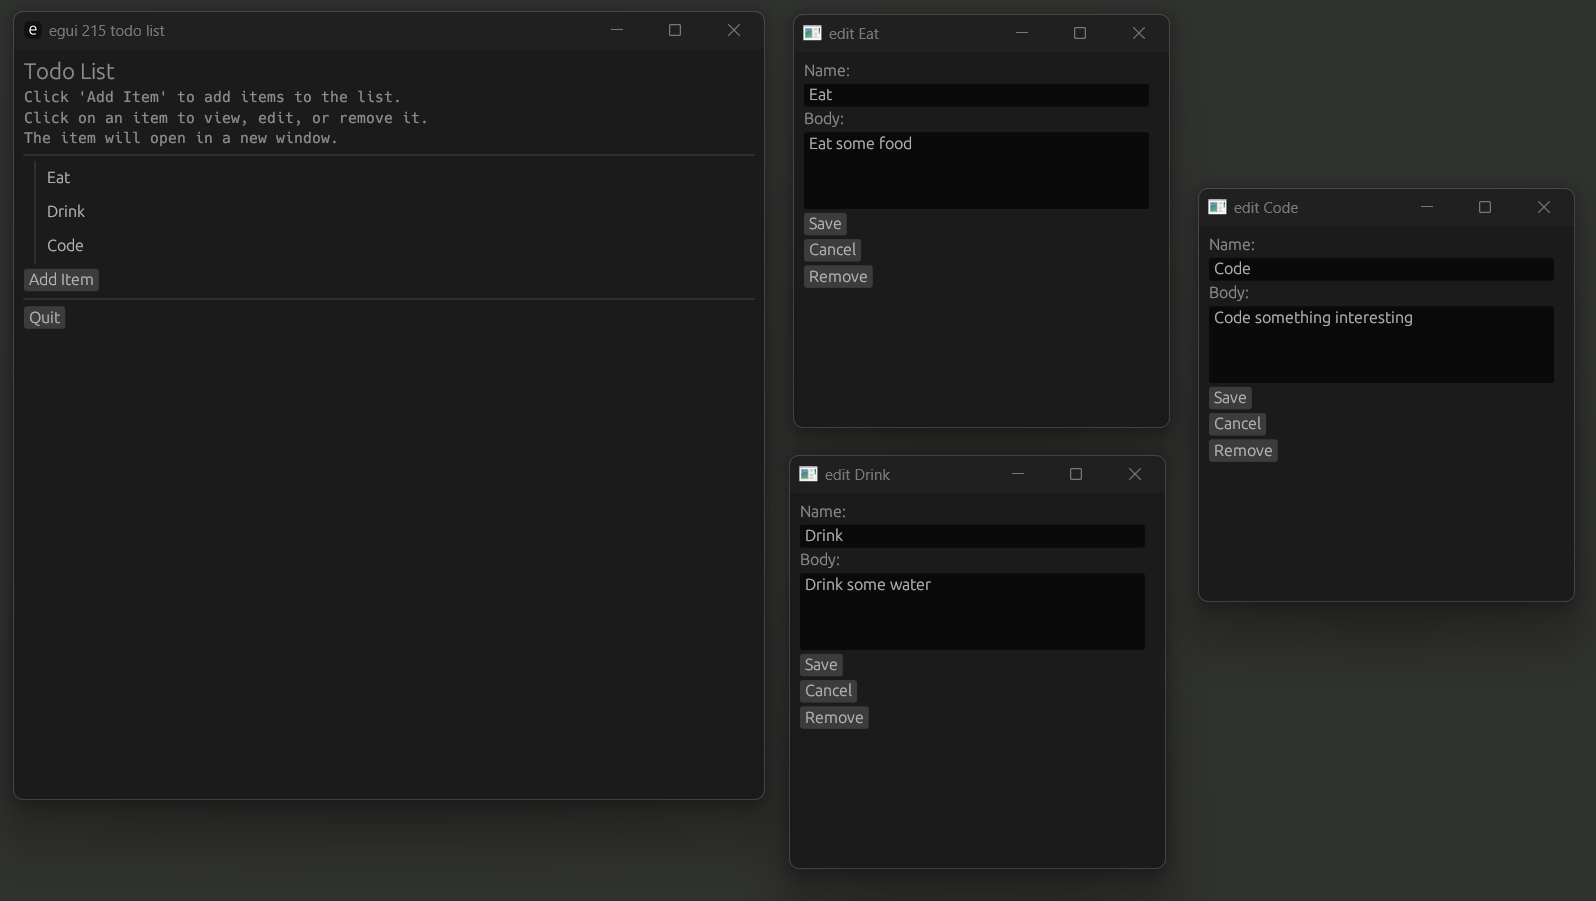 e egui 215 todo list
Todo List
Click 'Add Item' to add items to the list.
Click on an item to view, edit, or remove it.
The item will open in a new window.
Eat
Drink
Code
Add Item
Quit
edit Eat
Name:
Eat
Body:
Eat some food
Save
Cancel
Remove
edit Drink
Name:
Drink
Body:
Drink some water
Save
Cancel
Remove
edit Code
Name:
Code
Body:
Code something interesting
Save
Cancel
Remove